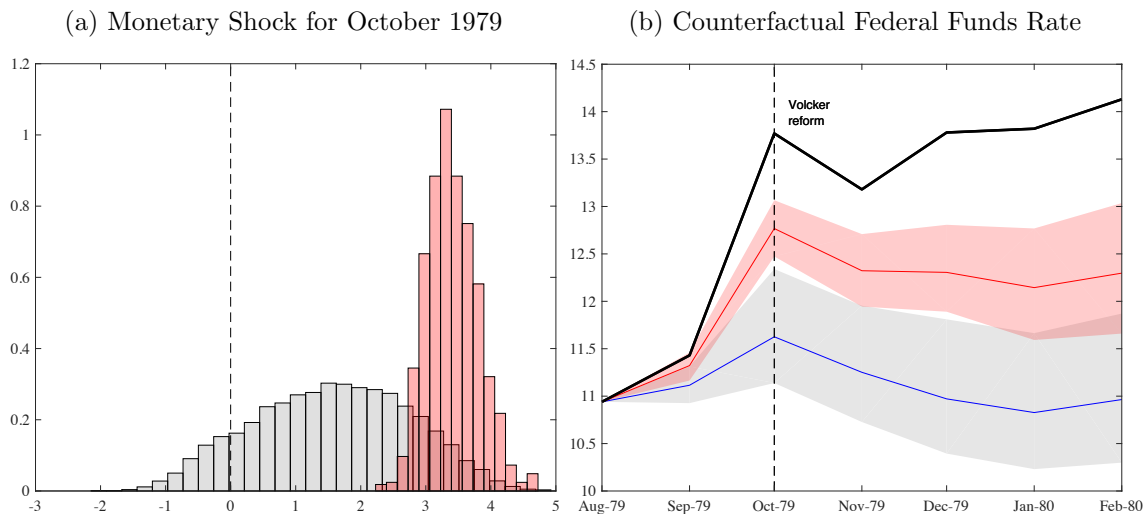 (a) Monetary Shock for October 1979
1.2
1
0.8
0.6
0.4
0.2
0
-3 -2 -1 0 1 2 3 4 5
(b) Counterfactual Federal Funds Rate
14.5
14
13.5
13
12.5
12
11.5
11
10.5
10
Volcker
reform
Aug-79 Sep-79 Oct-79 Nov-79 Dec-79 Jan-80 Feb-80